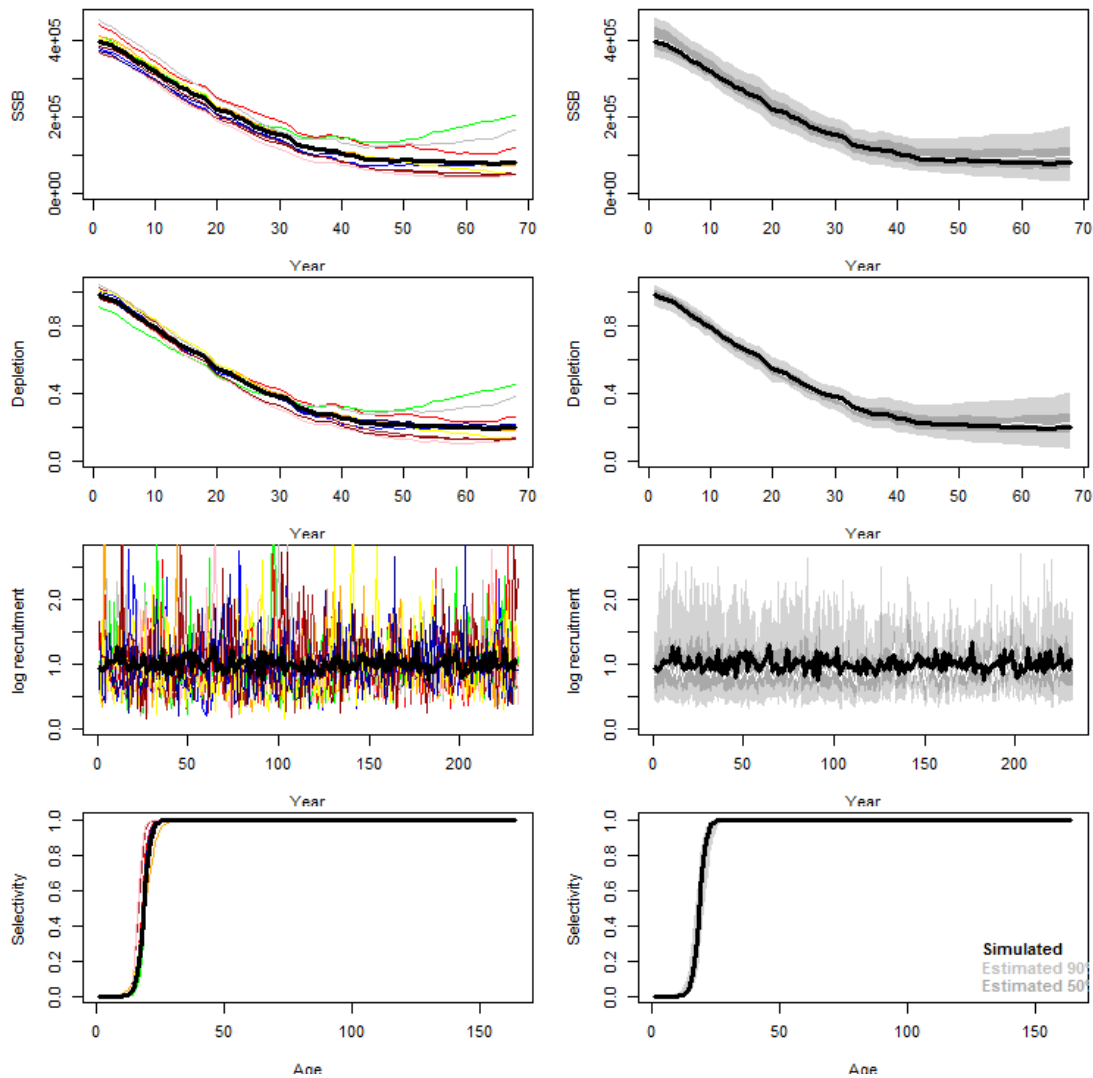 SSB
0e+00 2e+05 4e+05
0 10 20 30 40 50 60 70
Year
SSB
0e+00 2e+05 4e+05
0 10 20 30 40 50 60 70
Year
Depletion
0.0 0.4 0.8
0 10 20 30 40 50 60 70
Year
Depletion
0.0 0.4 0.8
0 10 20 30 40 50 60 70
Year
log recruitment
0.0 1.0 2.0
0 50 100 150 200
Year
log recruitment
0.0 1.0 2.0
0 50 100 150 200
Year
Selectivity
0.0 0.2 0.4 0.6 0.8 1.0
0 50 100 150
Age
Selectivity
0.0 0.2 0.4 0.6 0.8 1.0
Simulated
Estimated 90
Estimated 50
0 50 100 150
Age